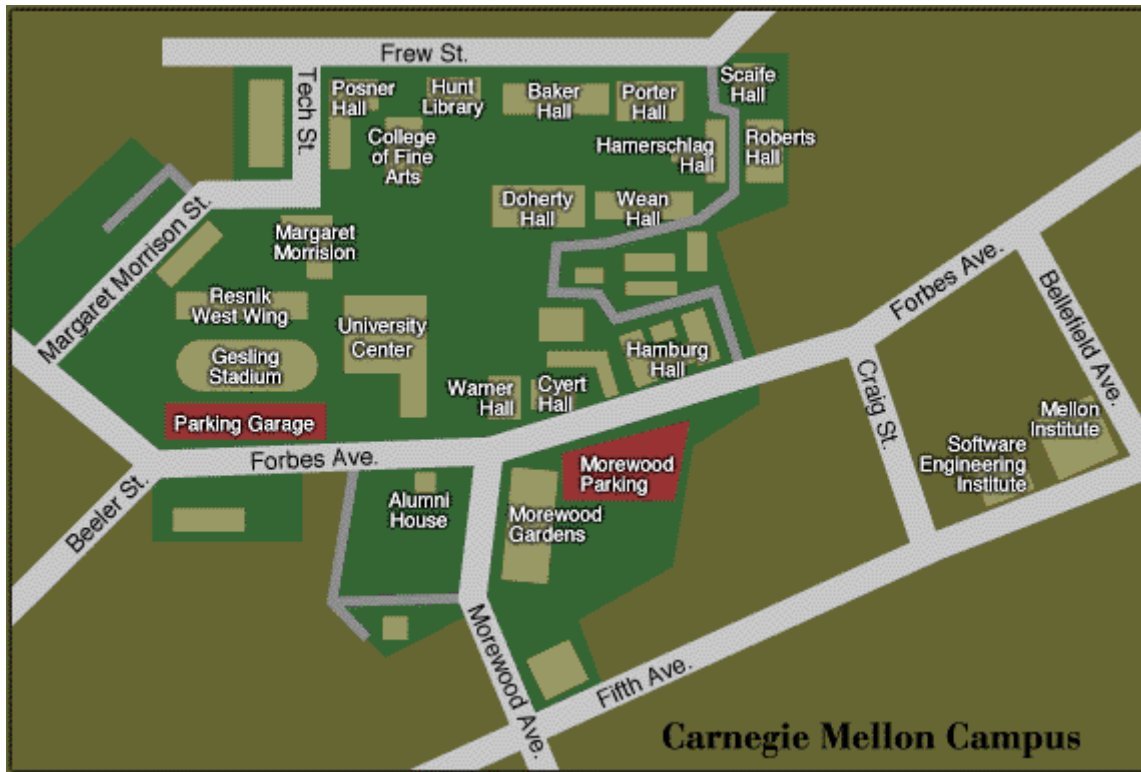 Frew St.
Tech St.
Posner
Hall
Hunt
Library
Baker
Hall
Porter
Hall
Scaife
Hall
College
of Fine
Arts
Hamerschlag
Hall
Roberts
Hall
Doherty
Hall
Wean
Hall
Margaret Morrison St.
Margaret
Morrision
Resnik
West Wing
University
Center
Gesling
Stadium
Hamburg
Hall
Warner
Hall
Cyert
Hall
Forbes Ave.
Bellefield Ave.
Craig St.
Parking Garage
Forbes Ave.
Beeler St.
Alumni
House
Morewood
Parking
Morewood
Gardens
Mellon
Institute
Software
Engineering
Institute
Morewood Ave.
Fifth Ave.
Carnegie Mellon Campus